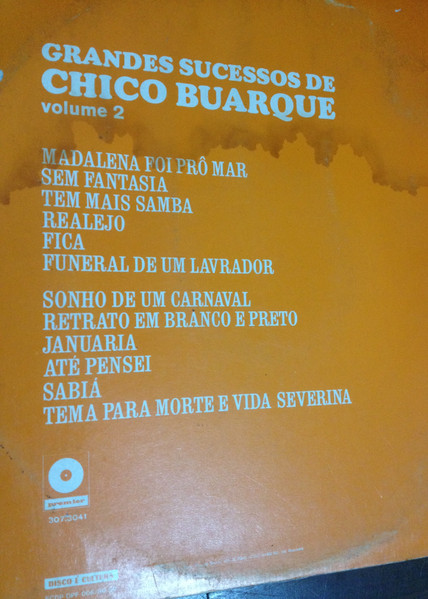 GRANDES SUCESSOS DE
CHICO BUARQUE
volume 2
MADALENA FOI PRÔ MAR
SEM FANTASIA
TEM MAIS SAMBA
REALEJO
FICA
FUNERAL DE UM LAVRADOR
SONHO DE UM CARNAVAL
RETRATO EM BRANCO E PRETO
JANUARIA
ATÉ PENSEI
SABIÁ
TEMA PARA MORTE E VIDA SEVERINA
premier
307.3041
DISCO É CULTURA